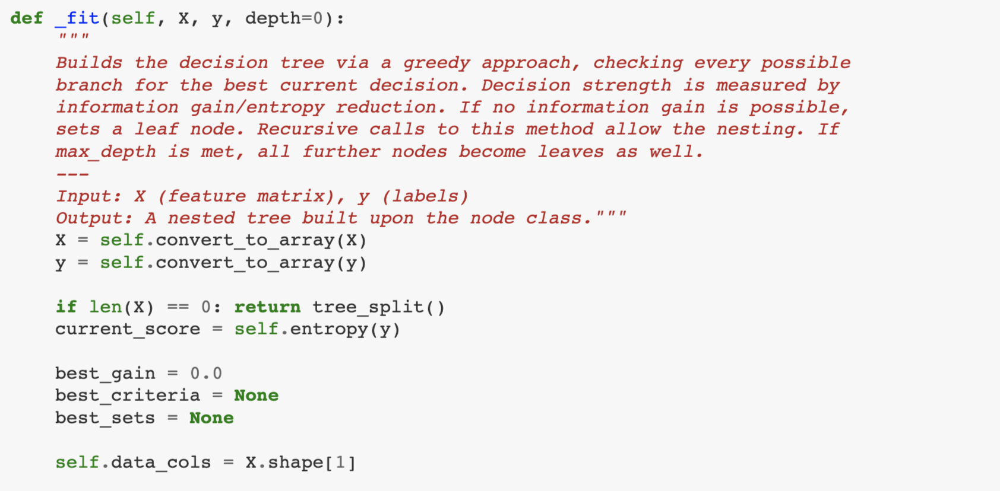 def _fit(self, X, y, depth=0):
    """
    Builds the decision tree via a greedy approach, checking every possible
    branch for the best current decision. Decision strength is measured by
    information gain/entropy reduction. If no information gain is possible,
    sets a leaf node. Recursive calls to this method allow the nesting. If
    max_depth is met, all further nodes become leaves as well.
    ---
    Input: X (feature matrix), y (labels)
    Output: A nested tree built upon the node class."""
    X = self.convert_to_array(X)
    y = self.convert_to_array(y)

    if len(X) == 0: return tree_split()
    current_score = self.entropy(y)

    best_gain = 0.0
    best_criteria = None
    best_sets = None

    self.data_cols = X.shape[1]